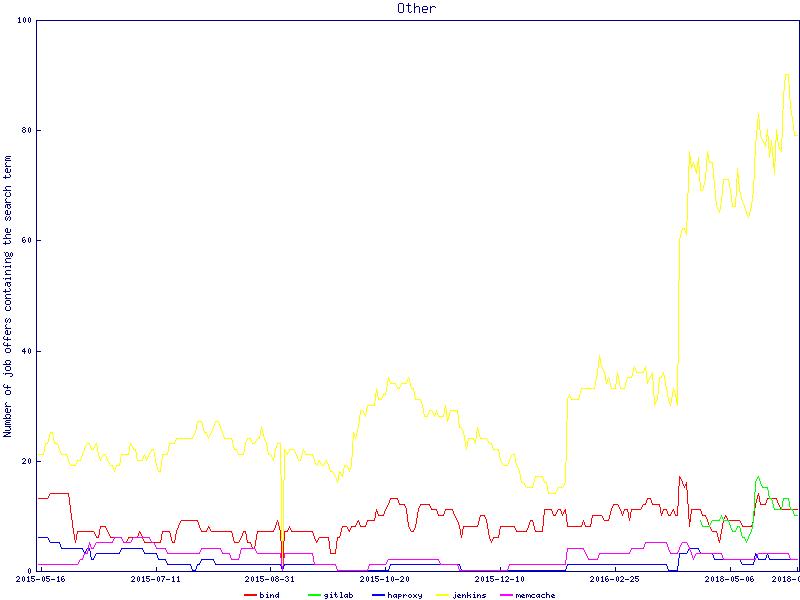 Other
Number of job offers containing the search term
100
80
60
40
20
0
2015-05-16 2015-07-11 2015-08-31 2015-10-20 2015-12-10 2016-02-25 2018-05-06 2018-1
bind gitlab haproxy jenkins memcache